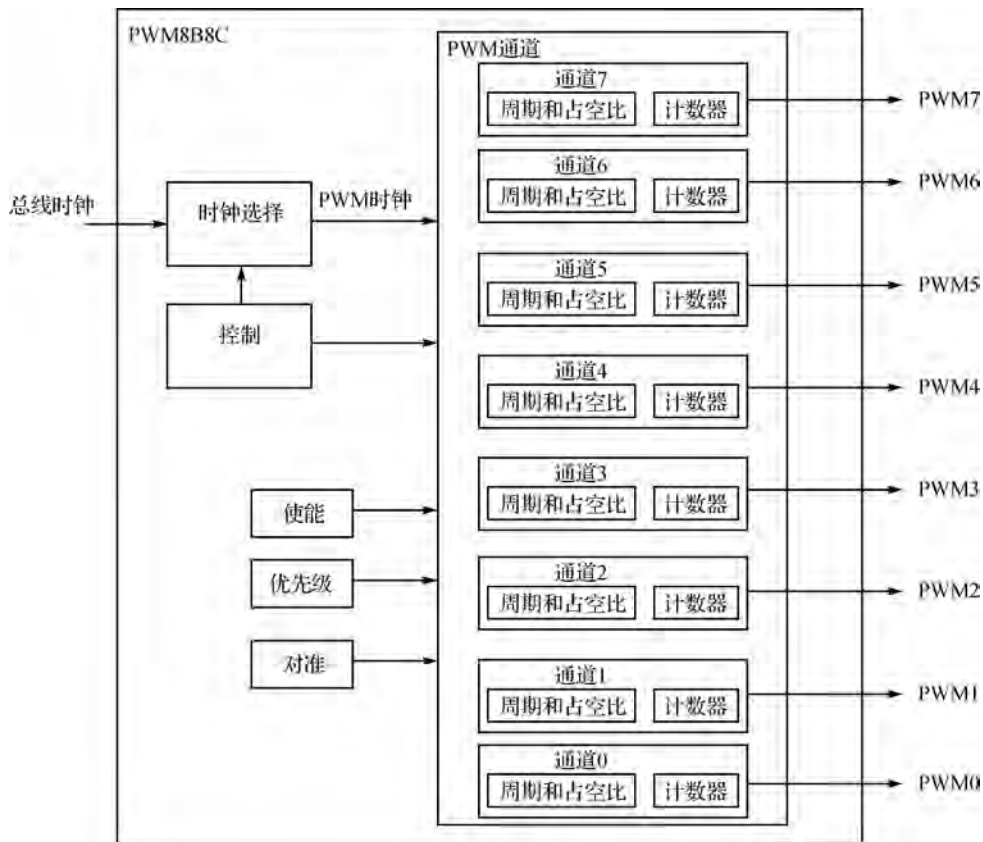 PWM8B8C
PWM通道
通道7
周期和占空比
计数器
PWM7
通道6
周期和占空比
计数器
PWM6
总线时钟
时钟选择
PWM时钟
通道5
周期和占空比
计数器
PWM5
控制
通道4
周期和占空比
计数器
PWM4
通道3
周期和占空比
计数器
PWM3
使能
优先级
通道2
周期和占空比
计数器
PWM2
对准
通道1
周期和占空比
计数器
PWM1
通道0
周期和占空比
计数器
PWM0